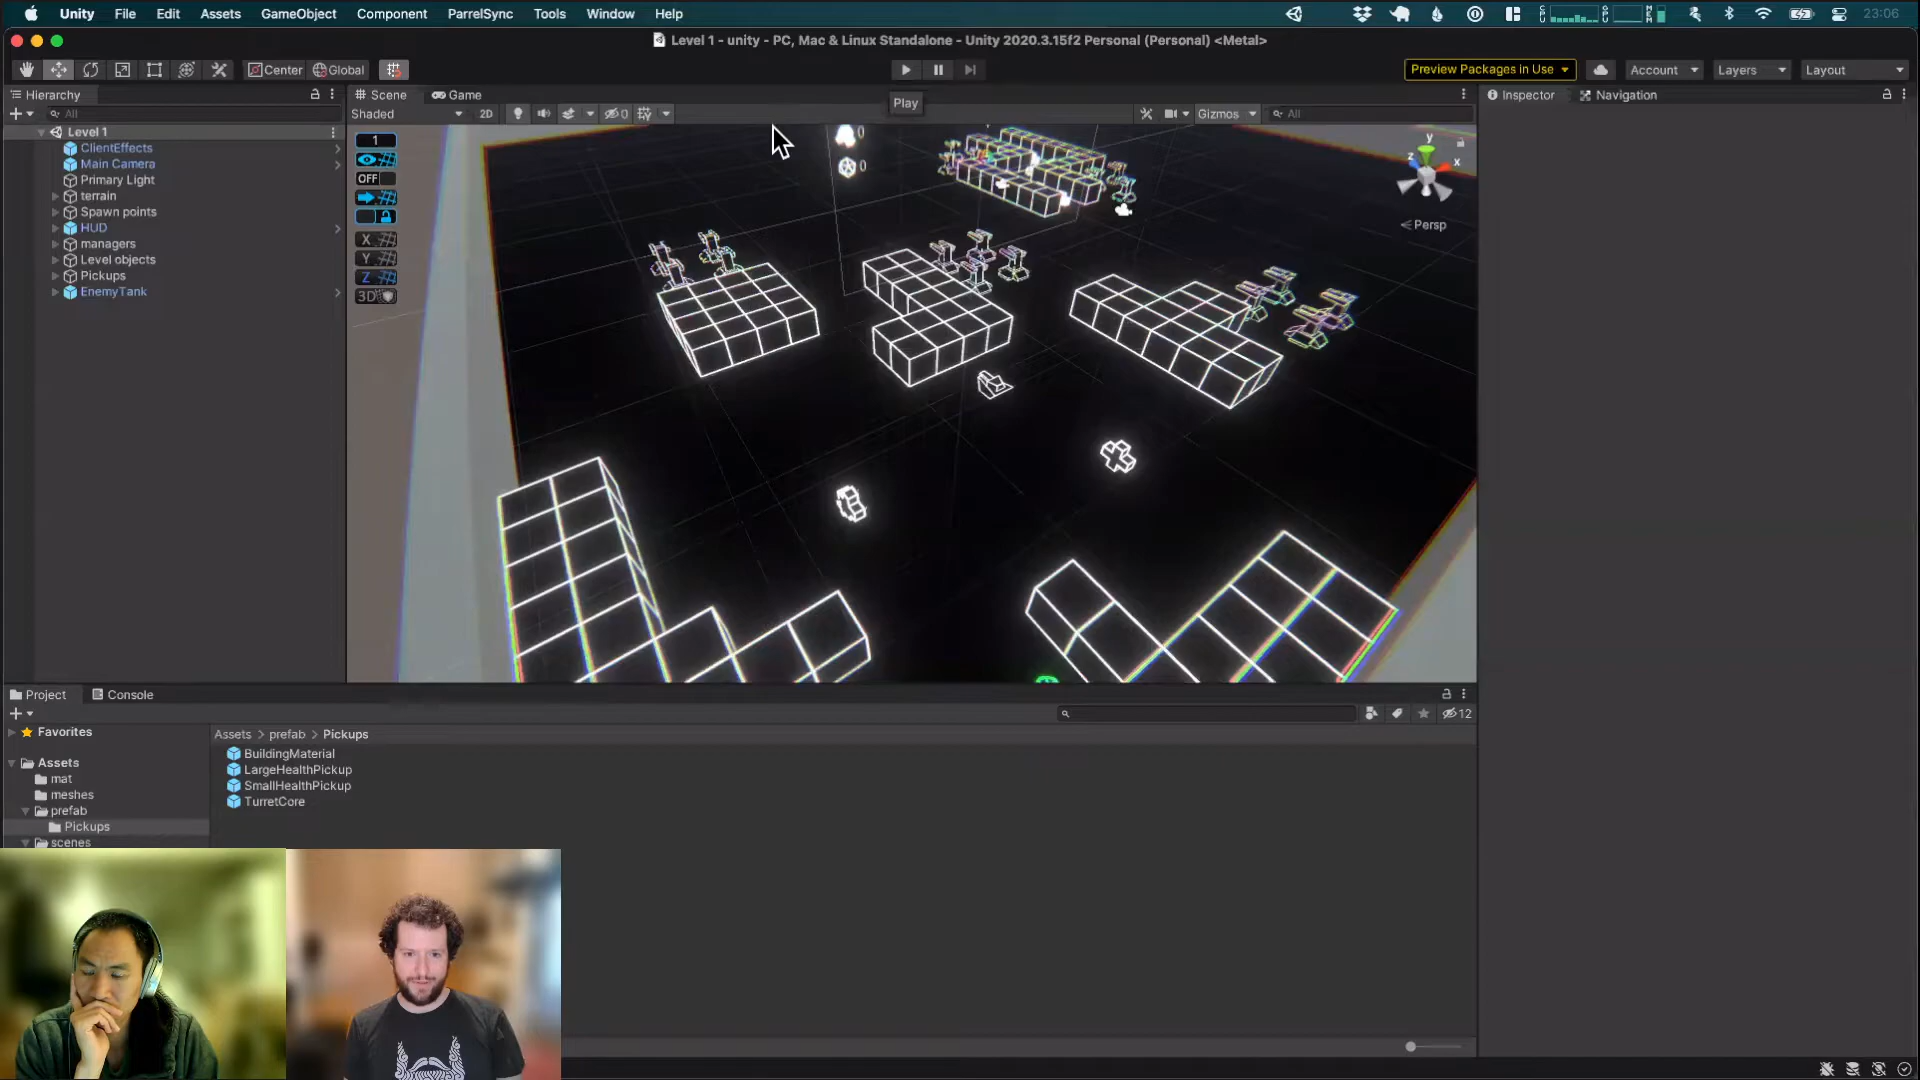 Unity File Edit Assets GameObject Component ParrelSync Tools Window Help 23:06
Level 1 - unity - PC, Mac & Linux Standalone - Unity 2020.3.15f2 Personal (Personal) <Metal>
Center Global Preview Packages in Use Account Layers Layout
Hierarchy Scene Game Play Inspector Navigation
All Shaded 2D 0 Gizmos All
Level 1
ClientEffects
Main Camera
Primary Light
terrain
Spawn points
HUD
managers
Level objects
Pickups
EnemyTank
1
OFF
X
Y
Z
3D
0
0
y
z x
Persp
Project Console
12
Favorites
Assets
mat
meshes
prefab
Pickups
scenes
Assets > prefab > Pickups
BuildingMaterial
LargeHealthPickup
SmallHealthPickup
TurretCore